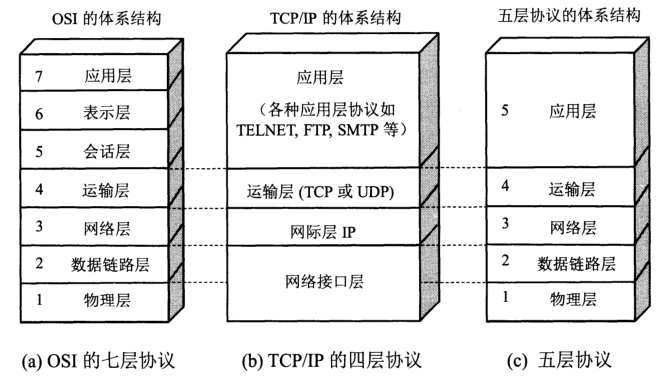 OSI 的体系结构
7 应用层
6 表示层
5 会话层
4 运输层
3 网络层
2 数据链路层
1 物理层
(a) OSI 的七层协议
TCP/IP 的体系结构
应用层
（各种应用层协议如
TELNET, FTP, SMTP 等）
运输层 (TCP 或 UDP)
网际层 IP
网络接口层
(b) TCP/IP 的四层协议
五层协议的体系结构
5 应用层
4 运输层
3 网络层
2 数据链路层
1 物理层
(c) 五层协议